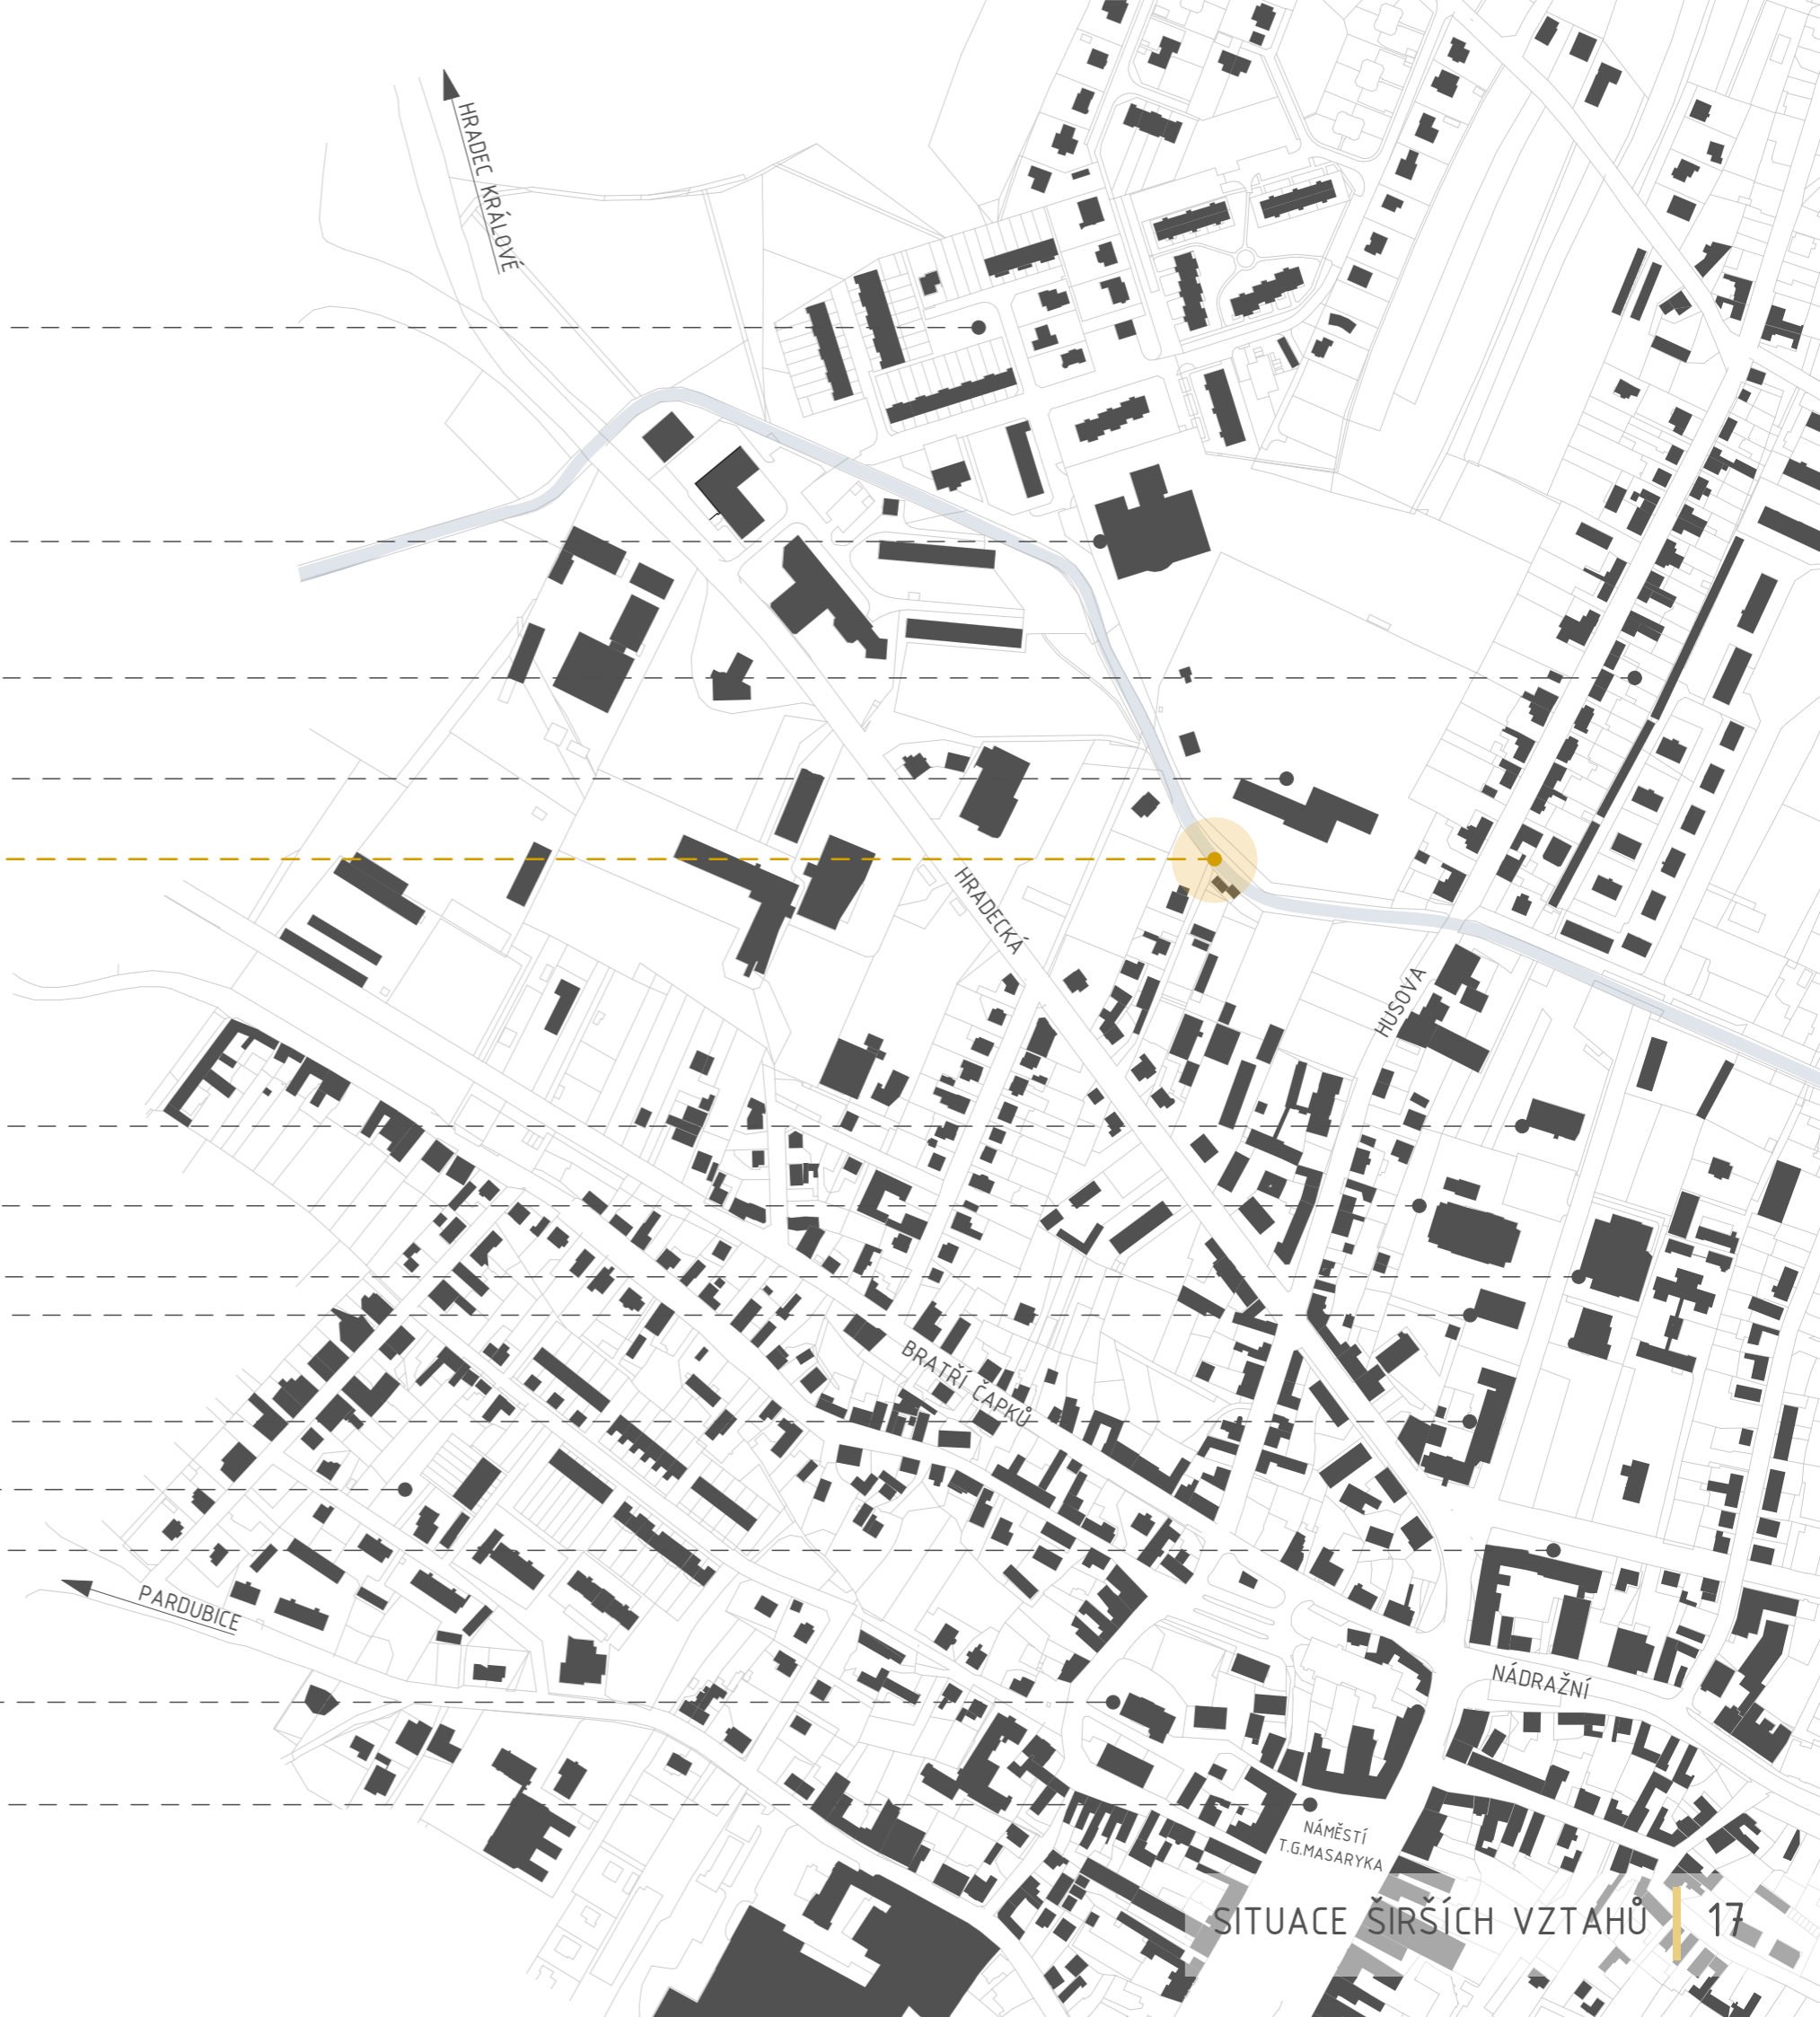 HRADEC KRÁLOVÉ
HRADECKÁ
HUSOVA
BRATŘÍ ČAPKŮ
PARDUBICE
NÁDRAŽNÍ
NÁMĚSTÍ
T.G.MASARYKA
SITUACE ŠIRŠÍCH VZTAHŮ 17